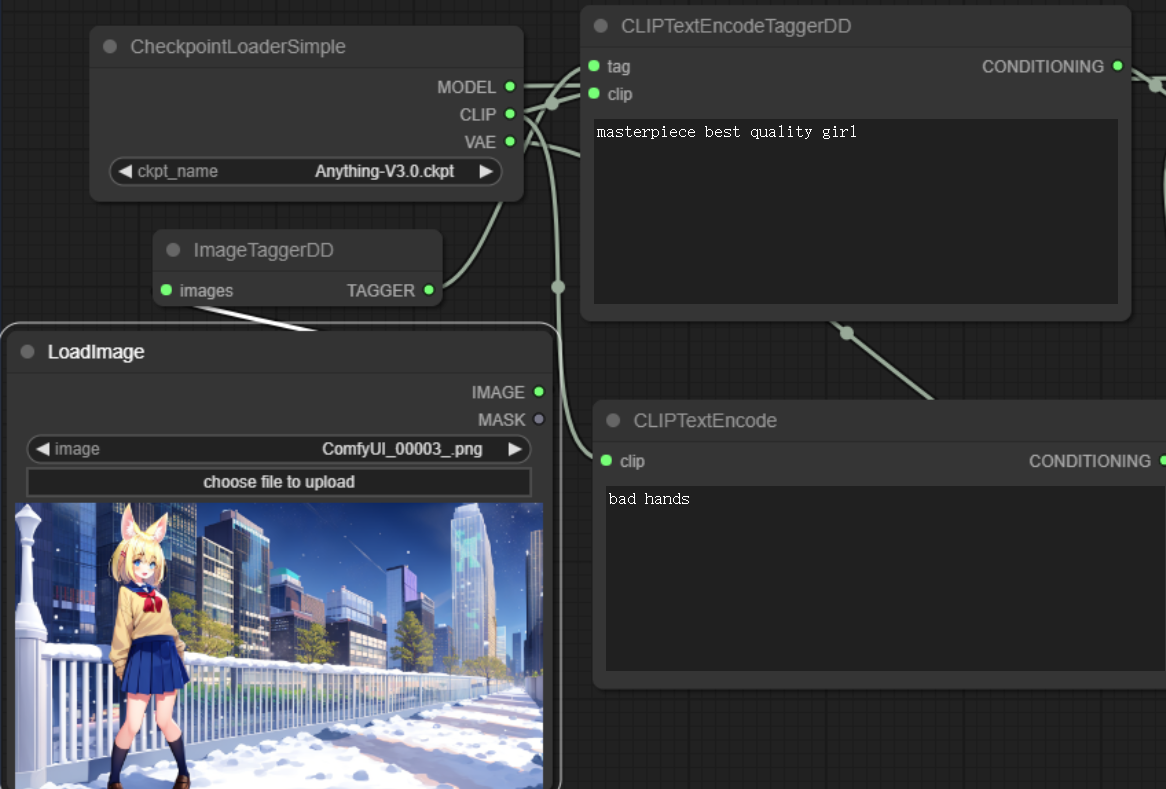 CheckpointLoaderSimple
MODEL
CLIP
VAE
ckpt_name Anything-V3.0.ckpt
ImageTaggerDD
images TAGGER
LoadImage
IMAGE
MASK
image ComfyUI_00003_.png
choose file to upload
CLIPTextEncodeTaggerDD
tag CONDITIONING
clip
masterpiece best quality girl
CLIPTextEncode
clip CONDITIONING
bad hands